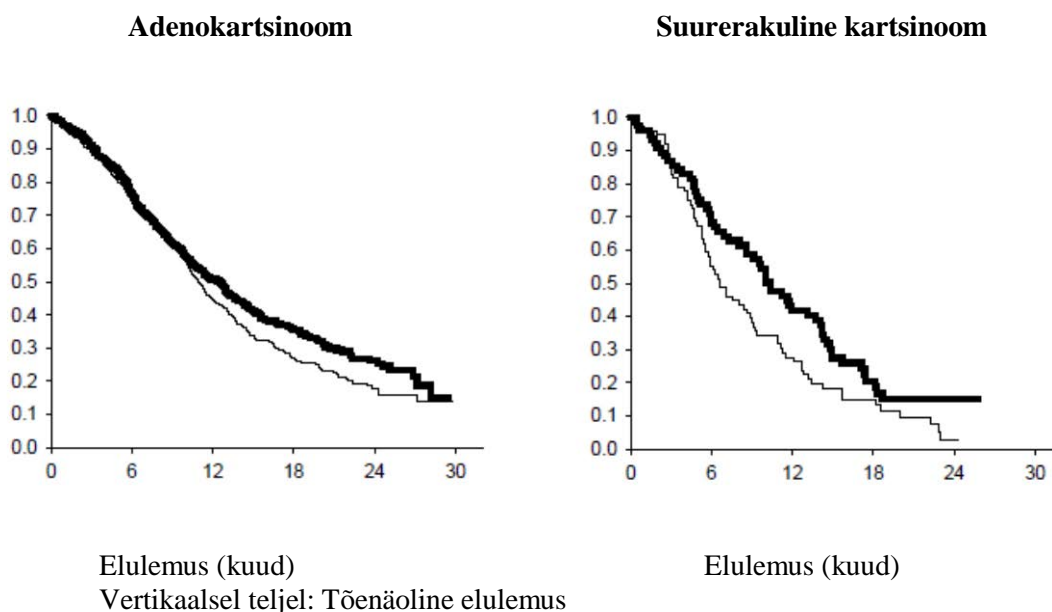 Adenokartsinoom Suurerakuline kartsinoom
1.0 1.0
0.9 0.9
0.8 0.8
0.7 0.7
0.6 0.6
0.5 0.5
0.4 0.4
0.3 0.3
0.2 0.2
0.1 0.1
0.0 0.0
0 6 12 18 24 30 0 6 12 18 24 30
Elulemus (kuud) Elulemus (kuud)
Vertikaalsel teljel: Tõenäoline elulemus